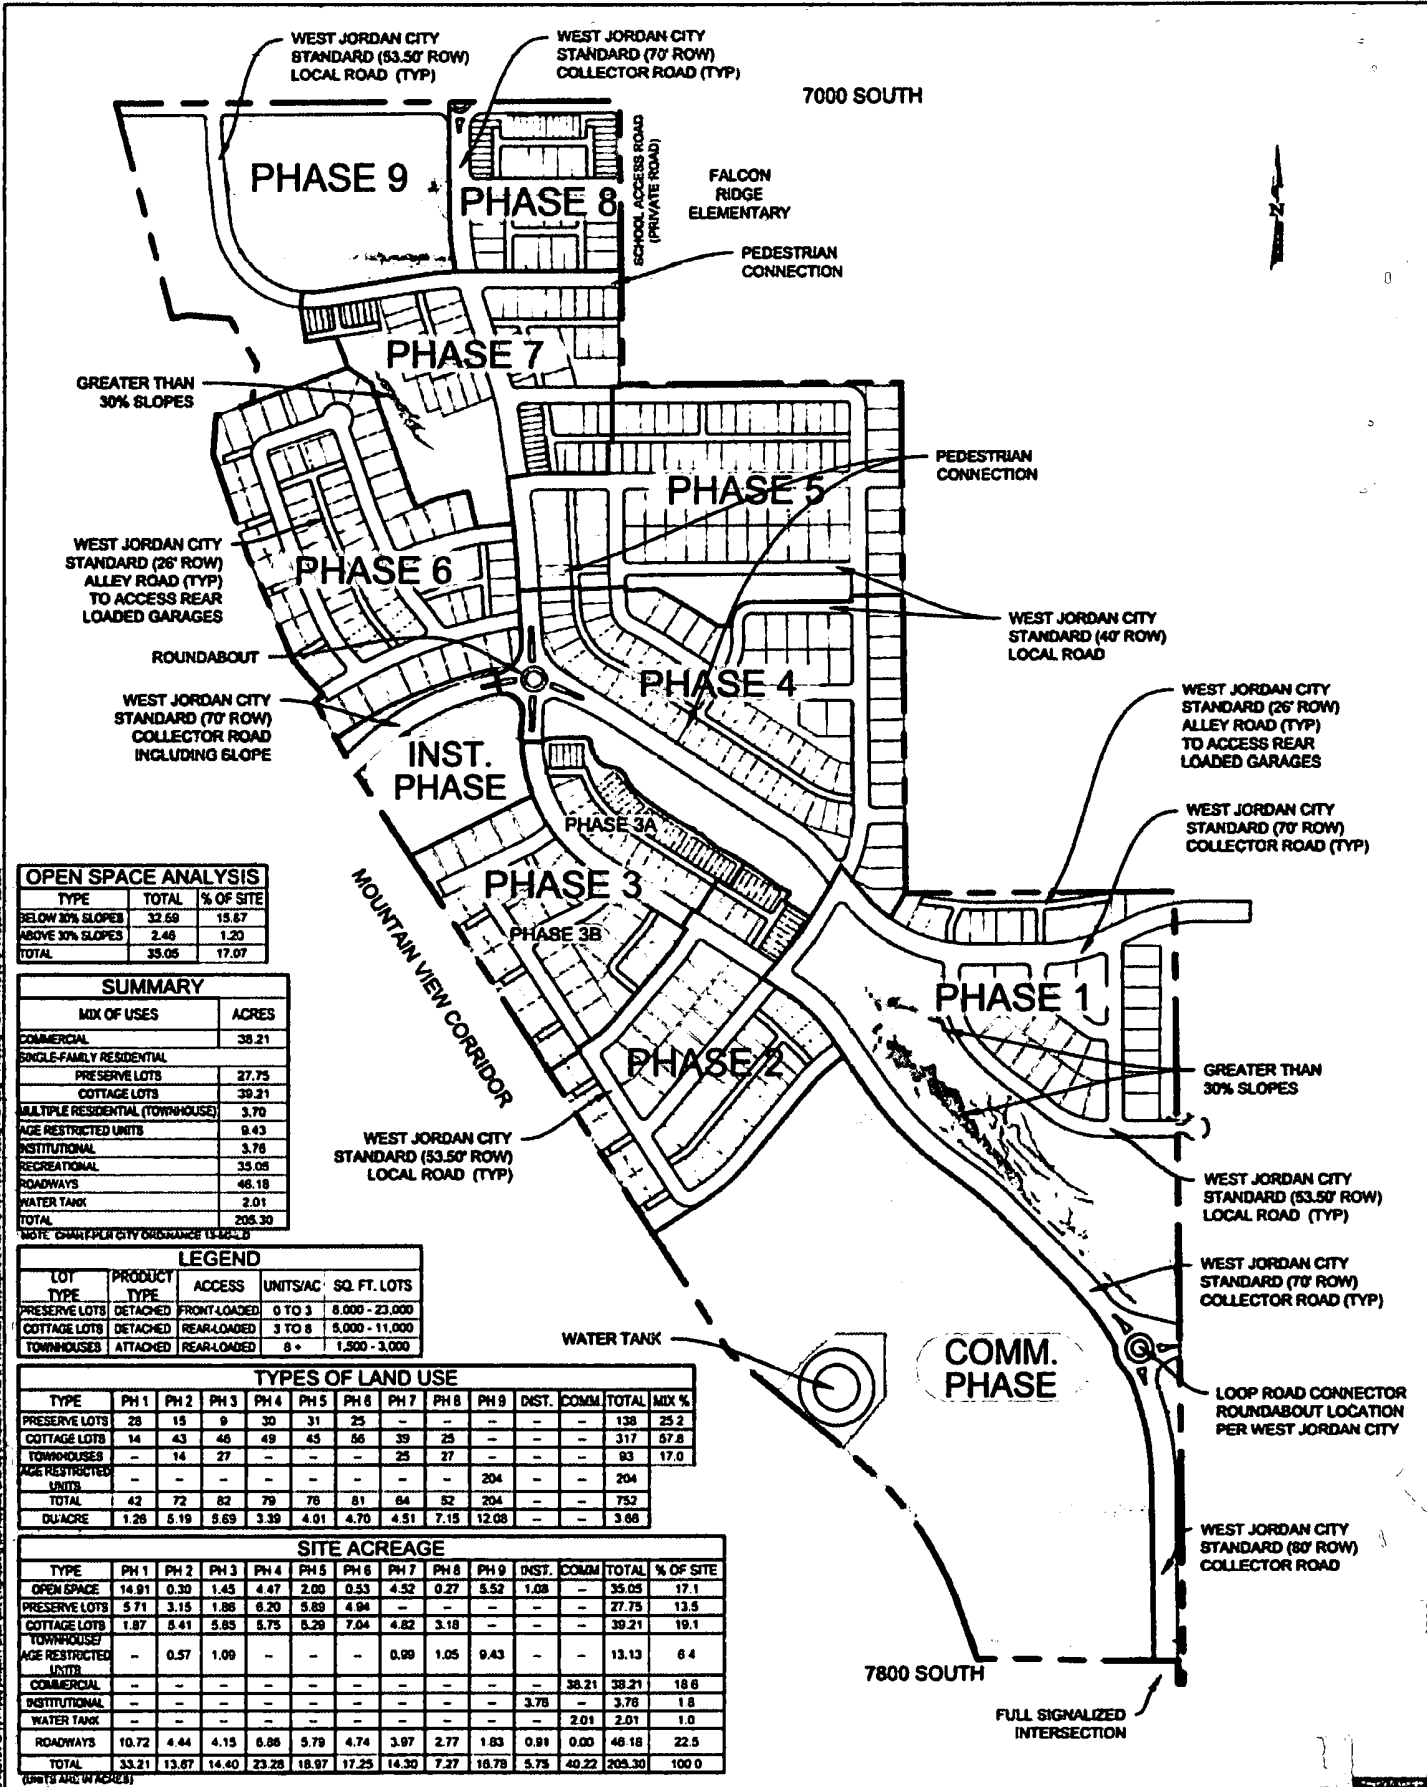 WEST JORDAN CITY
STANDARD (53.50' ROW)
LOCAL ROAD (TYP)
WEST JORDAN CITY
STANDARD (70' ROW)
COLLECTOR ROAD (TYP)
7000 SOUTH
PHASE 9
PHASE 8
SCHOOL ACCESS ROAD
(PRIVATE ROAD)
FALCON
RIDGE
ELEMENTARY
N
PEDESTRIAN
CONNECTION
PHASE 7
GREATER THAN
30% SLOPES
PEDESTRIAN
CONNECTION
PHASE 5
WEST JORDAN CITY
STANDARD (26' ROW)
ALLEY ROAD (TYP)
TO ACCESS REAR
LOADED GARAGES
PHASE 6
WEST JORDAN CITY
STANDARD (40' ROW)
LOCAL ROAD
ROUNDABOUT
PHASE 4
WEST JORDAN CITY
STANDARD (70' ROW)
COLLECTOR ROAD
INCLUDING SLOPE
WEST JORDAN CITY
STANDARD (26' ROW)
ALLEY ROAD (TYP)
TO ACCESS REAR
LOADED GARAGES
INST.
PHASE
WEST JORDAN CITY
STANDARD (70' ROW)
COLLECTOR ROAD (TYP)
PHASE 3A
PHASE 3
PHASE 3B
MOUNTAIN VIEW CORRIDOR
PHASE 1
PHASE 2
GREATER THAN
30% SLOPES
WEST JORDAN CITY
STANDARD (53.50' ROW)
LOCAL ROAD (TYP)
WEST JORDAN CITY
STANDARD (53.50' ROW)
LOCAL ROAD (TYP)
WEST JORDAN CITY
STANDARD (70' ROW)
COLLECTOR ROAD (TYP)
WATER TANK
COMM.
PHASE
LOOP ROAD CONNECTOR
ROUNDABOUT LOCATION
PER WEST JORDAN CITY
WEST JORDAN CITY
STANDARD (80' ROW)
COLLECTOR ROAD
7800 SOUTH
FULL SIGNALIZED
INTERSECTION
OPEN SPACE ANALYSIS
TYPE TOTAL % OF SITE
BELOW 30% SLOPES 32.59 15.87
ABOVE 30% SLOPES 2.46 1.20
TOTAL 35.05 17.07
SUMMARY
MIX OF USES ACRES
COMMERCIAL 38.21
SINGLE-FAMILY RESIDENTIAL
PRESERVE LOTS 27.75
COTTAGE LOTS 39.21
MULTIPLE RESIDENTIAL (TOWNHOUSE) 3.70
AGE RESTRICTED UNITS 9.43
INSTITUTIONAL 3.76
RECREATIONAL 35.05
ROADWAYS 46.18
WATER TANK 2.01
TOTAL 205.30
NOTE: CHART PER CITY ORDINANCE
LEGEND
LOT TYPE PRODUCT TYPE ACCESS UNITS/AC SQ. FT. LOTS
PRESERVE LOTS DETACHED FRONT-LOADED 0 TO 3 8,000 - 23,000
COTTAGE LOTS DETACHED REAR-LOADED 3 TO 8 5,000 - 11,000
TOWNHOUSES ATTACHED REAR-LOADED 8 + 1,500 - 3,000
TYPES OF LAND USE
TYPE PH 1 PH 2 PH 3 PH 4 PH 5 PH 6 PH 7 PH 8 PH 9 INST. COMM. TOTAL MIX %
PRESERVE LOTS 28 15 9 30 31 25 -- -- -- -- -- 138 25.2
COTTAGE LOTS 14 43 46 49 45 56 39 25 -- -- -- 317 57.8
TOWNHOUSES -- 14 27 -- -- -- 25 27 -- -- -- 93 17.0
AGE RESTRICTED UNITS -- -- -- -- -- -- -- -- 204 -- -- 204
TOTAL 42 72 82 79 76 81 64 52 204 -- -- 752
DU/ACRE 1.26 5.19 5.69 3.39 4.01 4.70 4.51 7.15 12.08 -- -- 3.66
SITE ACREAGE
TYPE PH 1 PH 2 PH 3 PH 4 PH 5 PH 6 PH 7 PH 8 PH 9 INST. COMM TOTAL % OF SITE
OPEN SPACE 14.91 0.30 1.45 4.47 2.00 0.53 4.52 0.27 5.52 1.08 -- 35.05 17.1
PRESERVE LOTS 5.71 3.15 1.86 6.20 5.89 4.94 -- -- -- -- -- 27.75 13.5
COTTAGE LOTS 1.87 5.41 5.85 5.75 5.29 7.04 4.82 3.18 -- -- -- 39.21 19.1
TOWNHOUSE/ AGE RESTRICTED UNITS -- 0.57 1.09 -- -- -- 0.99 1.05 9.43 -- -- 13.13 6.4
COMMERCIAL -- -- -- -- -- -- -- -- -- -- 38.21 38.21 18.6
INSTITUTIONAL -- -- -- -- -- -- -- -- -- 3.76 -- 3.76 1.8
WATER TANK -- -- -- -- -- -- -- -- -- -- 2.01 2.01 1.0
ROADWAYS 10.72 4.44 4.15 6.86 5.79 4.74 3.97 2.77 1.83 0.91 0.00 46.18 22.5
TOTAL 33.21 13.87 14.40 23.28 18.97 17.25 14.30 7.27 16.78 5.75 40.22 205.30 100.0
(UNITS ARE IN ACRES)